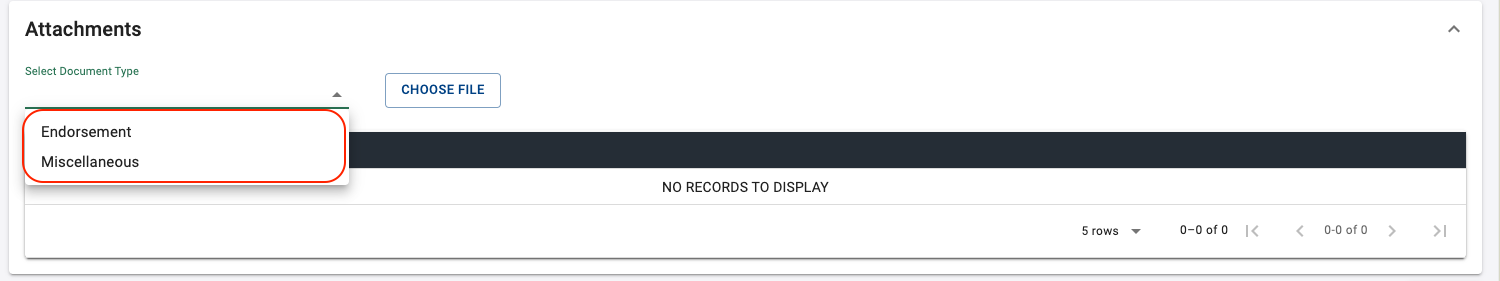 Attachments
Select Document Type
CHOOSE FILE
Endorsement
Miscellaneous
NO RECORDS TO DISPLAY
5 rows 0–0 of 0 0-0 of 0